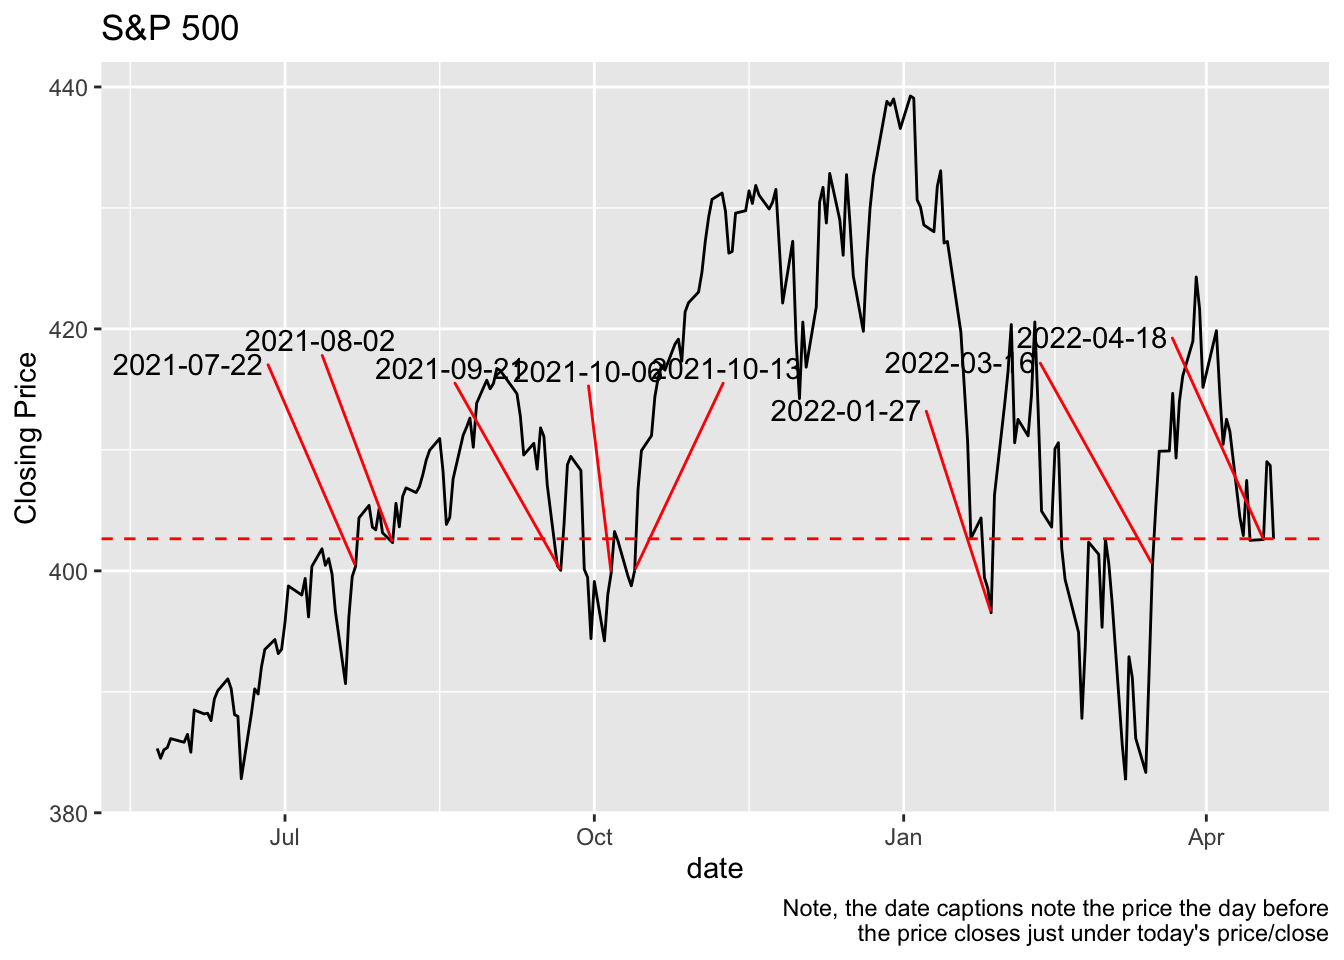 S&P 500
Closing Price
440
420
400
380
2021-08-02
2021-07-22
2021-09-21
2021-10-06
2021-10-13
2022-04-18
2022-03-16
2022-01-27
Jul
Oct
Jan
Apr
date
Note, the date captions note the price the day before
the price closes just under today's price/close